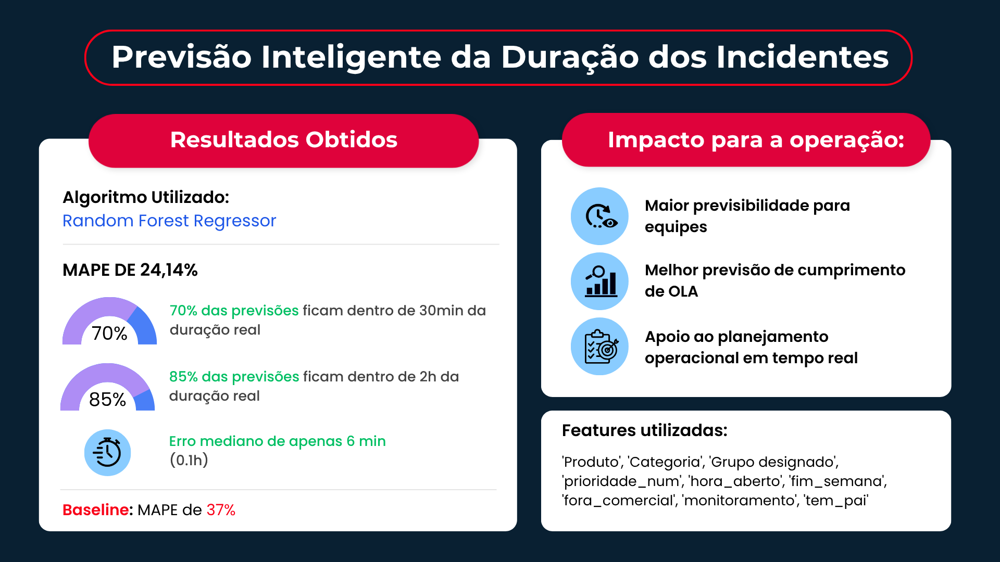 Previsão Inteligente da Duração dos Incidentes
Resultados Obtidos
Algoritmo Utilizado:
Random Forest Regressor
MAPE DE 24,14%
70%
70% das previsões ficam dentro de 30min da
duração real
85%
85% das previsões ficam dentro de 2h da
duração real
Erro mediano de apenas 6 min
(0.1h)
Baseline: MAPE de 37%
Impacto para a operação:
Maior previsibilidade para
equipes
Melhor previsão de cumprimento
de OLA
Apoio ao planejamento
operacional em tempo real
Features utilizadas:
'Produto', 'Categoria', 'Grupo designado',
'prioridade_num', 'hora_aberto', 'fim_semana',
'fora_comercial', 'monitoramento', 'tem_pai'